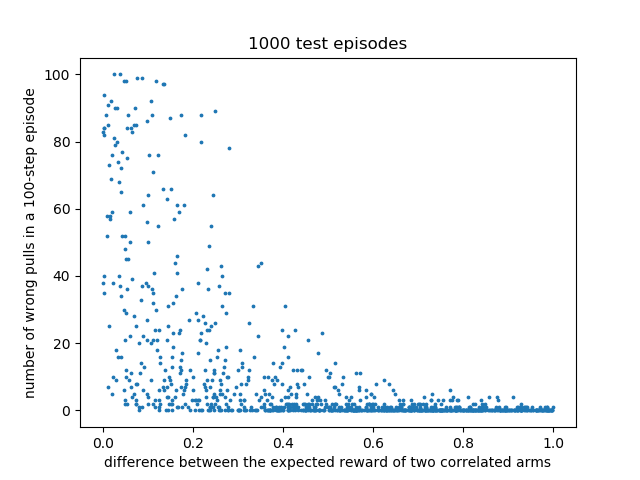 1000 test episodes
number of wrong pulls in a 100-step episode
100
80
60
40
20
0
0.0 0.2 0.4 0.6 0.8 1.0
difference between the expected reward of two correlated arms